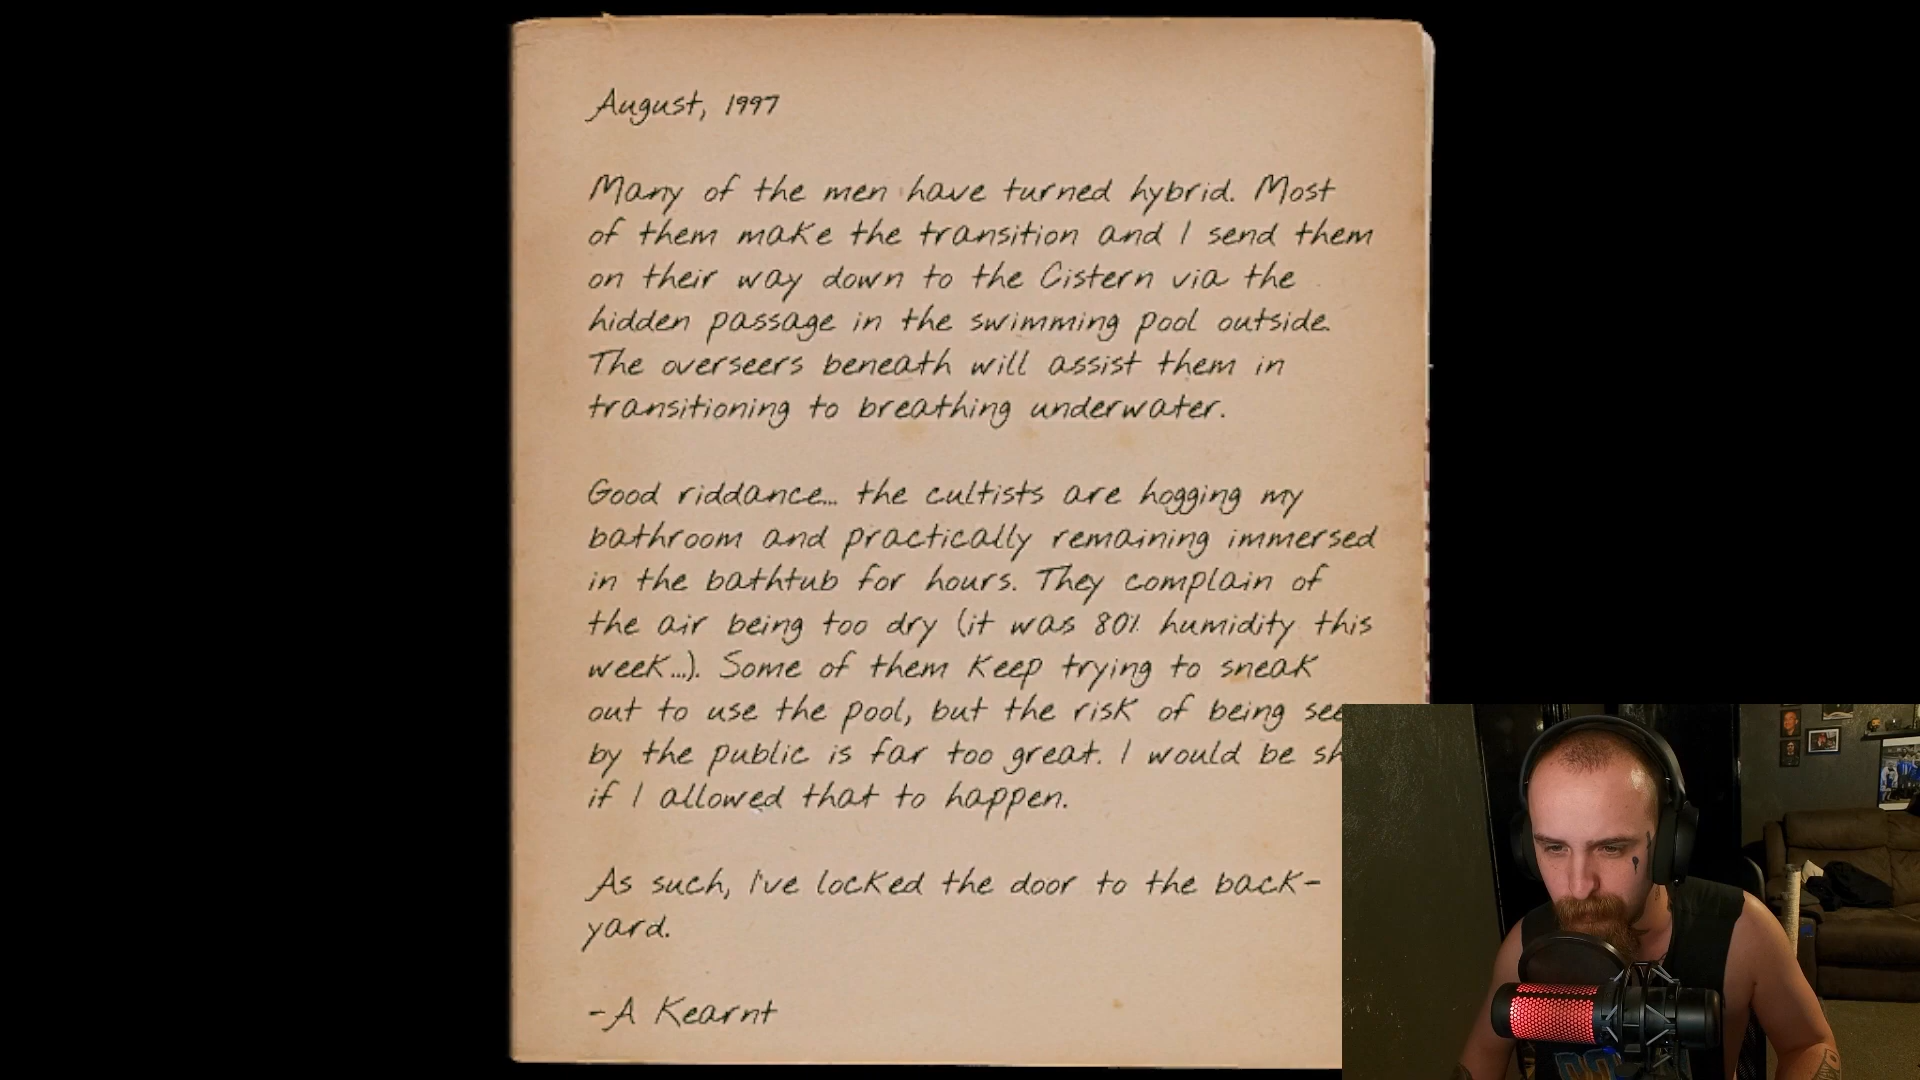 August, 1997
Many of the men have turned hybrid. Most
of them make the transition and I send them
on their way down to the Cistern via the
hidden passage in the swimming pool outside.
The overseers beneath will assist them in
transitioning to breathing underwater.
Good riddance... the cultists are hogging my
bathroom and practically remaining immersed
in the bathtub for hours. They complain of
the air being too dry (it was 80% humidity this
week...). Some of them keep trying to sneak
out to use the pool, but the risk of being
by the public is far too great. I would be
if I allowed that to happen.
As such, I've locked the door to the back-
yard.
-A Kearnt